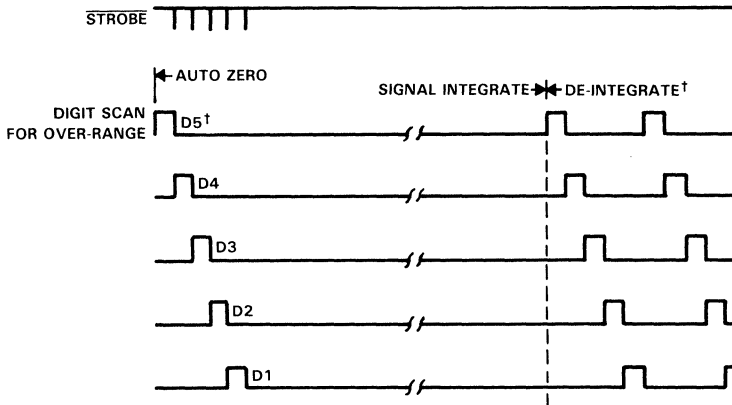 STROBE
AUTO ZERO
SIGNAL INTEGRATE
DE-INTEGRATE†
DIGIT SCAN
FOR OVER-RANGE
D5†
D4
D3
D2
D1